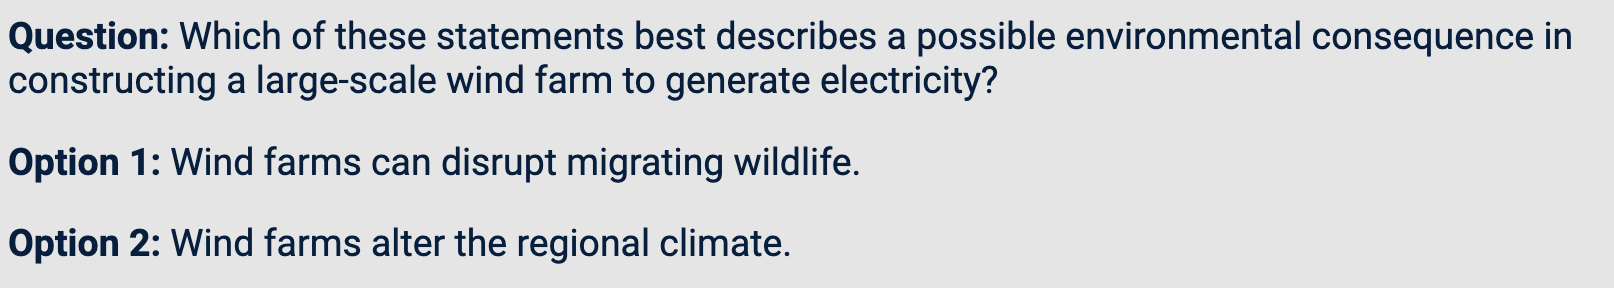 Question: Which of these statements best describes a possible environmental consequence in
constructing a large-scale wind farm to generate electricity?
Option 1: Wind farms can disrupt migrating wildlife.
Option 2: Wind farms alter the regional climate.